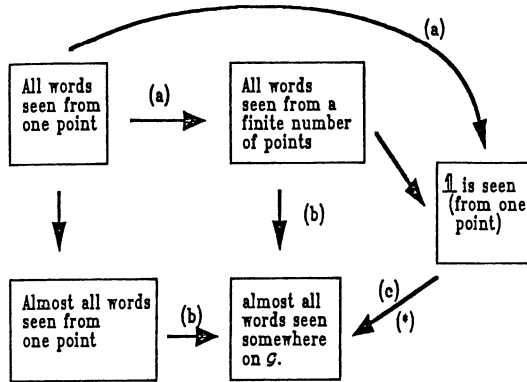 (a)
All words
seen from
one point
(a)
All words
seen from a
finite number
of points
𝟙 is seen
(from one
point)
(b)
(c)
(*)
Almost all words
seen from
one point
(b)
almost all
words seen
somewhere
on 𝒢.